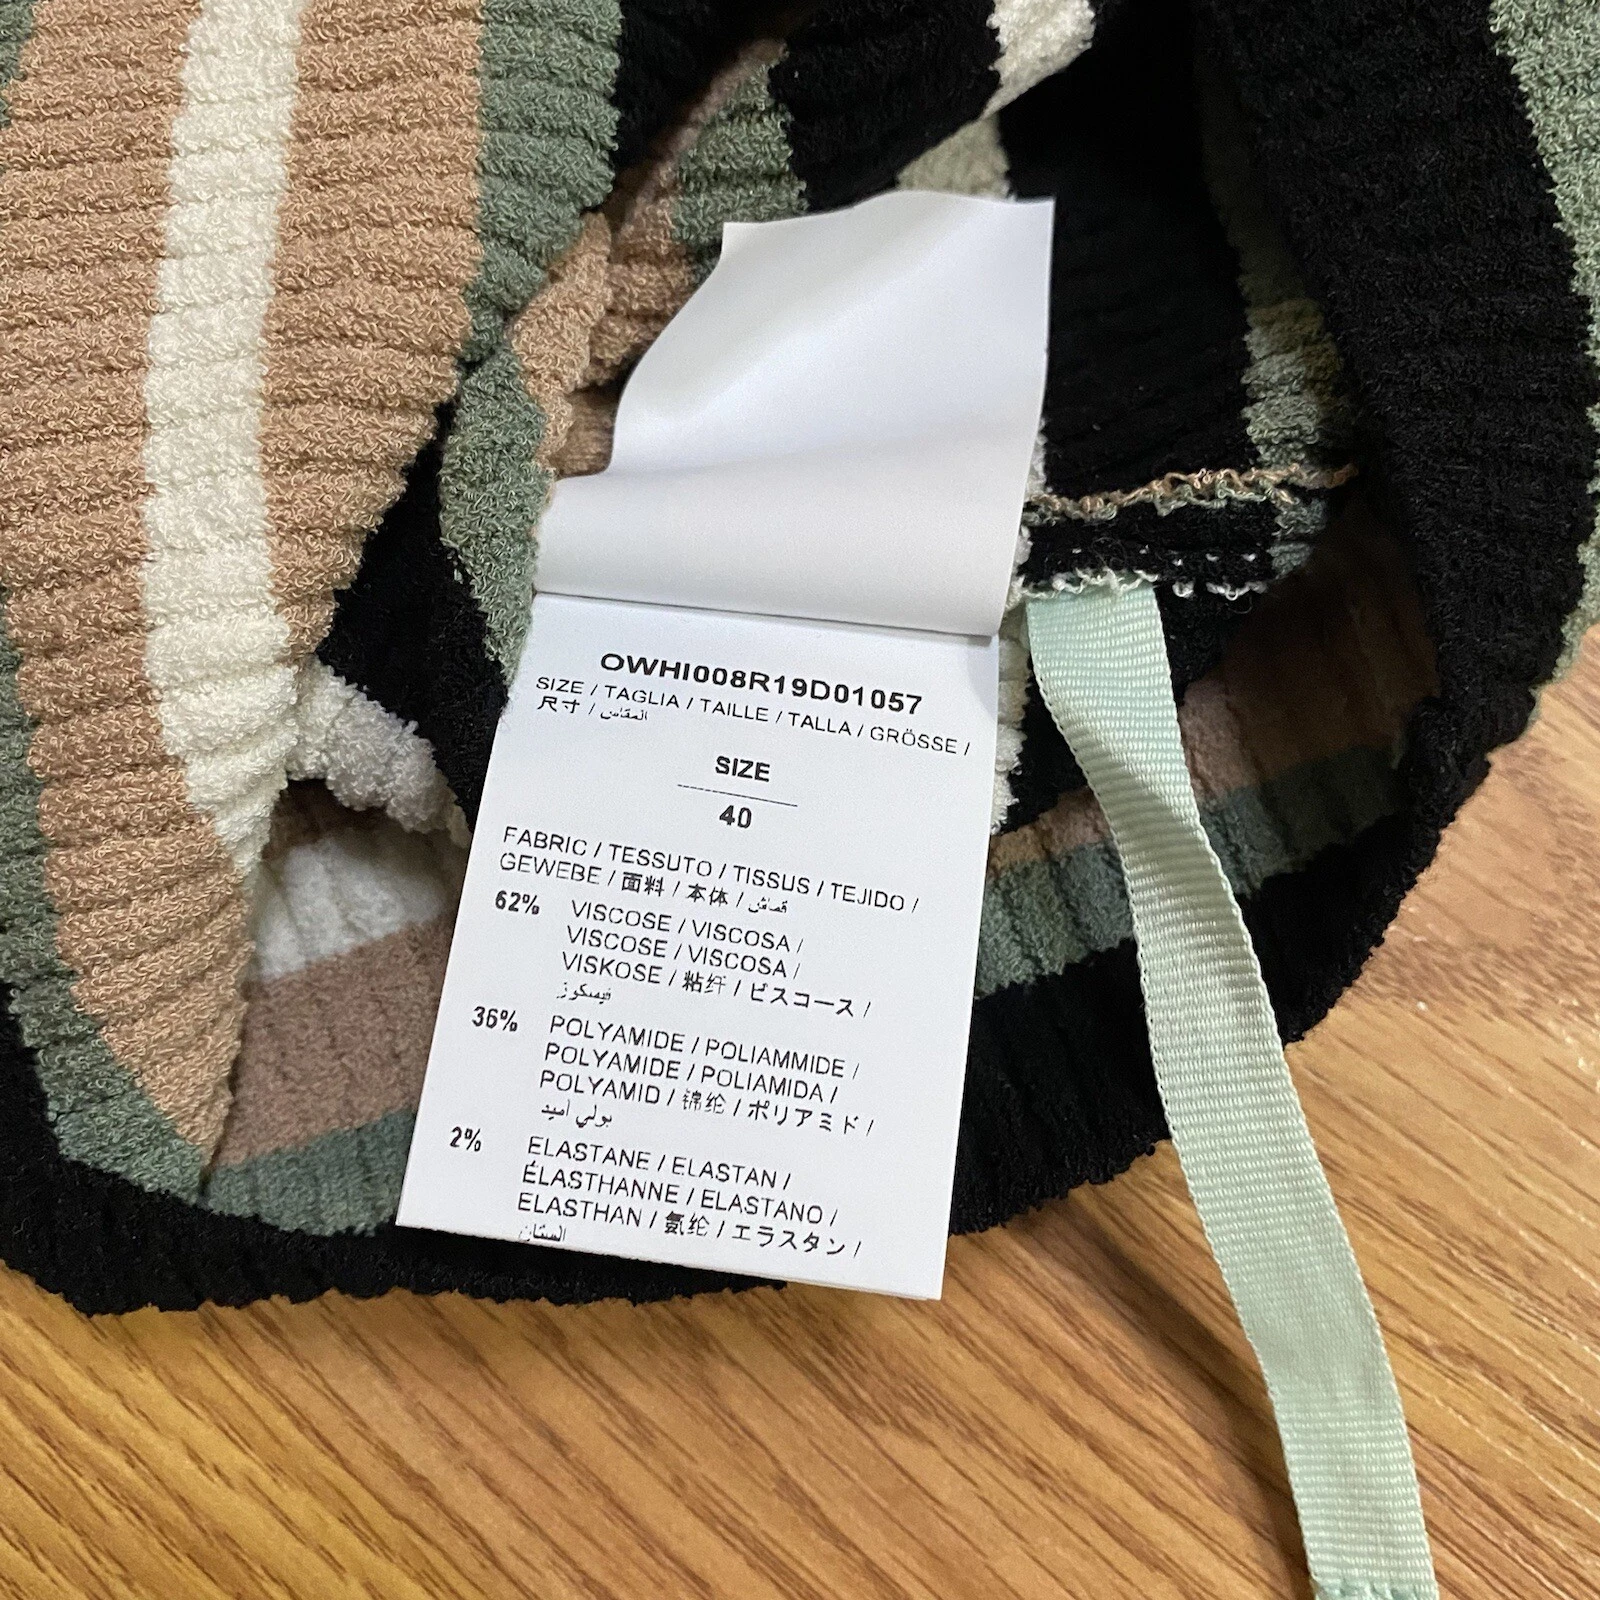 OWHI008R19D01057
SIZE / TAGLIA / TAILLE / TALLA / GRÖSSE /
尺寸 / المقاس
SIZE
40
FABRIC / TESSUTO / TISSUS / TEJIDO /
GEWEBE / 面料 / 本体 / قماش
62% VISCOSE / VISCOSA /
VISCOSE / VISCOSA /
VISKOSE / 粘纤 / ビスコース /
فيسكوز
36% POLYAMIDE / POLIAMMIDE /
POLYAMIDE / POLIAMIDA /
POLYAMID / 锦纶 / ポリアミド /
بولي اميد
2% ELASTANE / ELASTAN /
ÉLASTHANNE / ELASTANO /
ELASTHAN / 氨纶 / エラスタン /